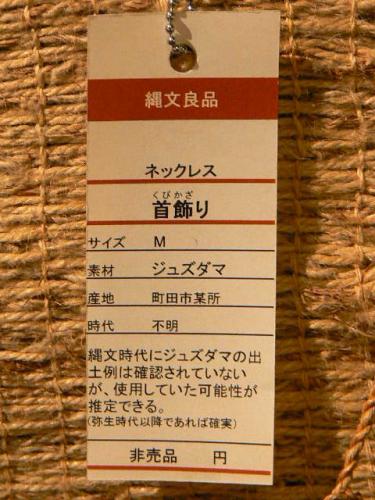 縄文良品
ネックレス
くびかざ
首飾り
サイズ M
素材 ジュズダマ
産地 町田市某所
時代 不明
縄文時代にジュズダマの出
土例は確認されていない
が、使用していた可能性が
推定できる。
(弥生時代以降であれば確実)
非売品 円